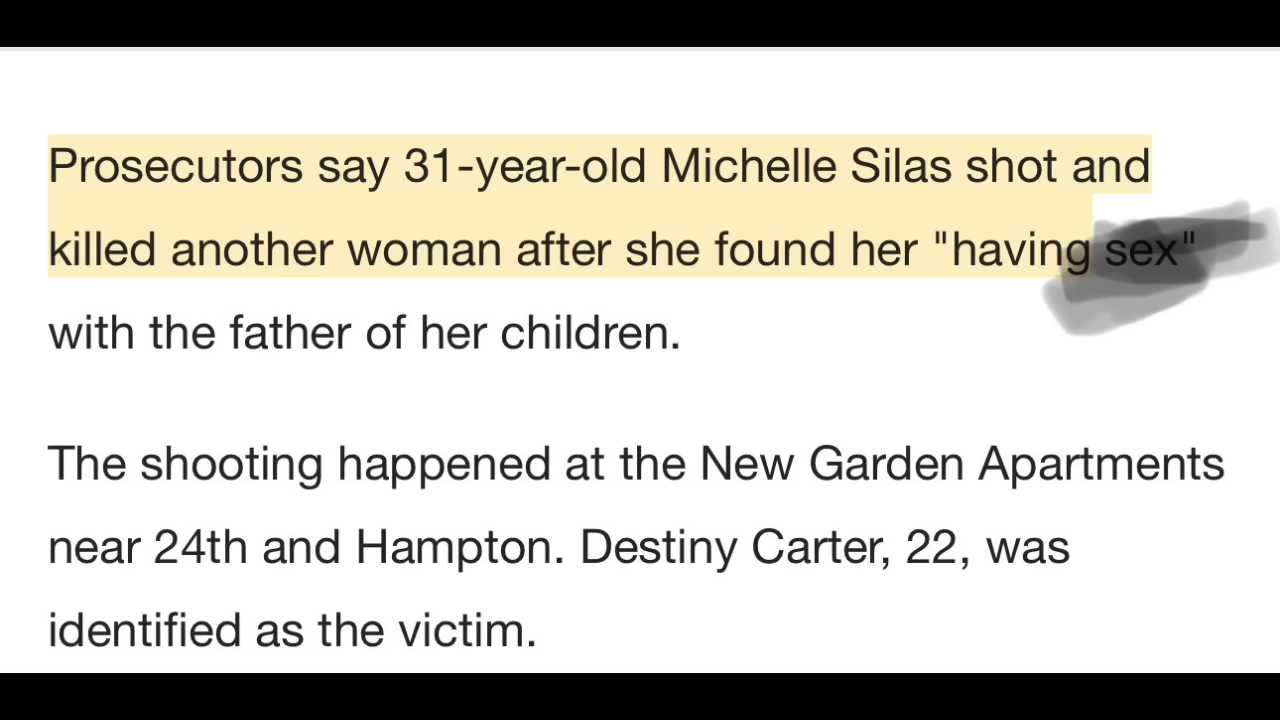 Prosecutors say 31-year-old Michelle Silas shot and
killed another woman after she found her "having sex"
with the father of her children.
The shooting happened at the New Garden Apartments
near 24th and Hampton. Destiny Carter, 22, was
identified as the victim.